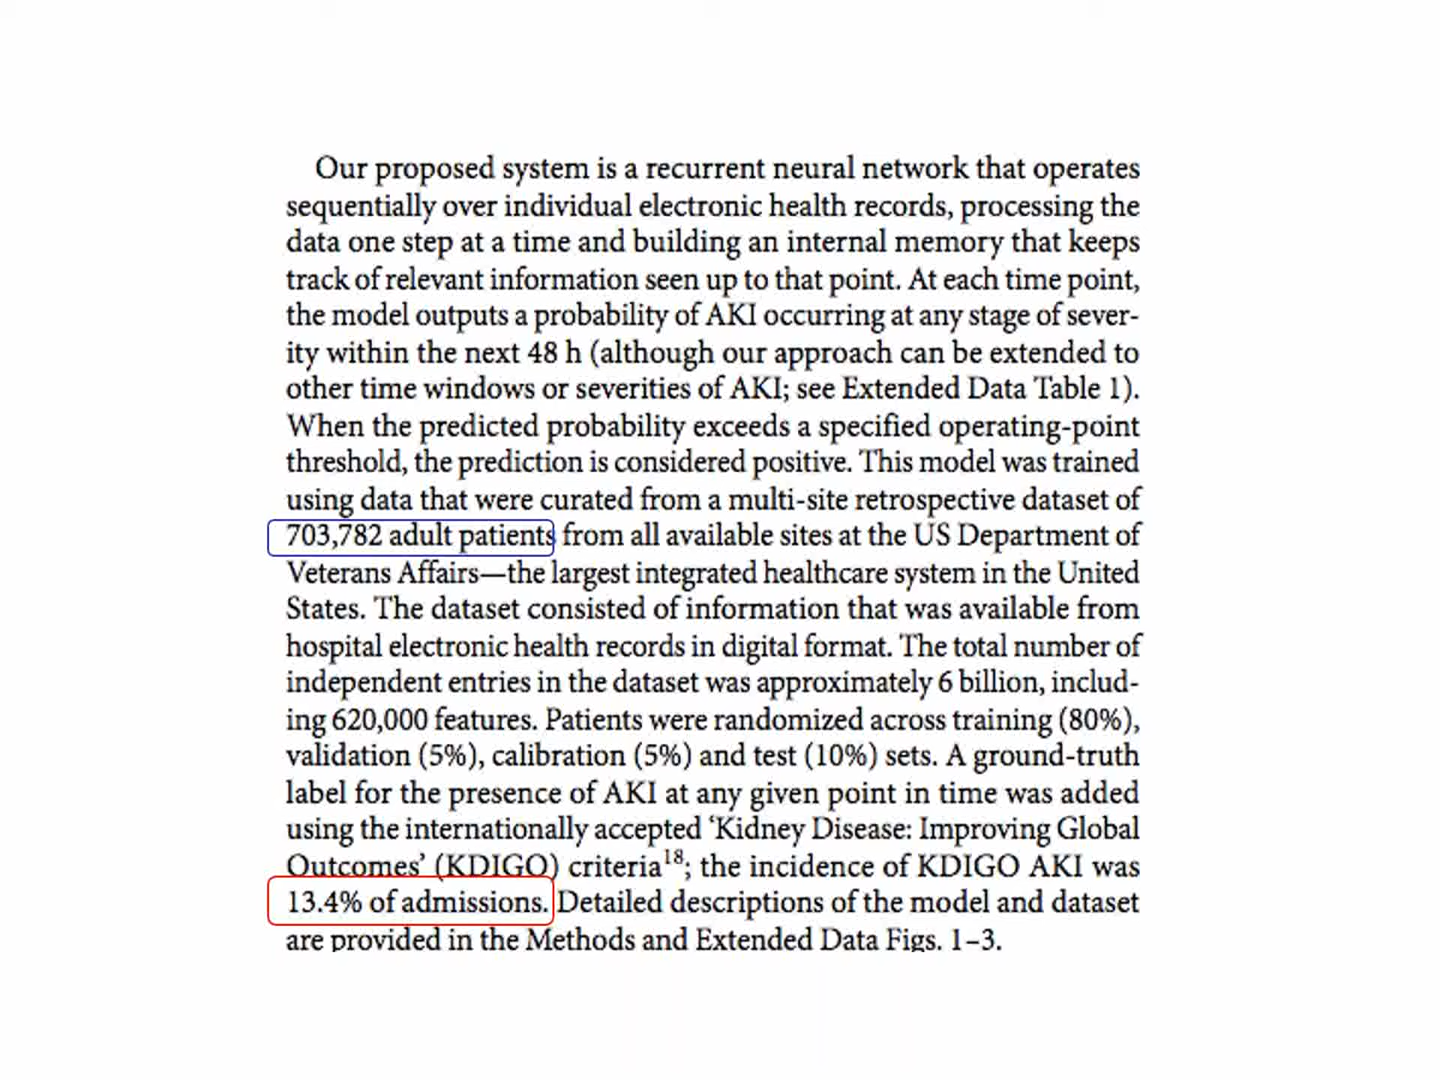 Our proposed system is a recurrent neural network that operates
sequentially over individual electronic health records, processing the
data one step at a time and building an internal memory that keeps
track of relevant information seen up to that point. At each time point,
the model outputs a probability of AKI occurring at any stage of sever-
ity within the next 48 h (although our approach can be extended to
other time windows or severities of AKI; see Extended Data Table 1).
When the predicted probability exceeds a specified operating-point
threshold, the prediction is considered positive. This model was trained
using data that were curated from a multi-site retrospective dataset of
703,782 adult patients from all available sites at the US Department of
Veterans Affairs—the largest integrated healthcare system in the United
States. The dataset consisted of information that was available from
hospital electronic health records in digital format. The total number of
independent entries in the dataset was approximately 6 billion, includ-
ing 620,000 features. Patients were randomized across training (80%),
validation (5%), calibration (5%) and test (10%) sets. A ground-truth
label for the presence of AKI at any given point in time was added
using the internationally accepted ‘Kidney Disease: Improving Global
Outcomes’ (KDIGO) criteria18; the incidence of KDIGO AKI was
13.4% of admissions. Detailed descriptions of the model and dataset
are provided in the Methods and Extended Data Figs. 1–3.